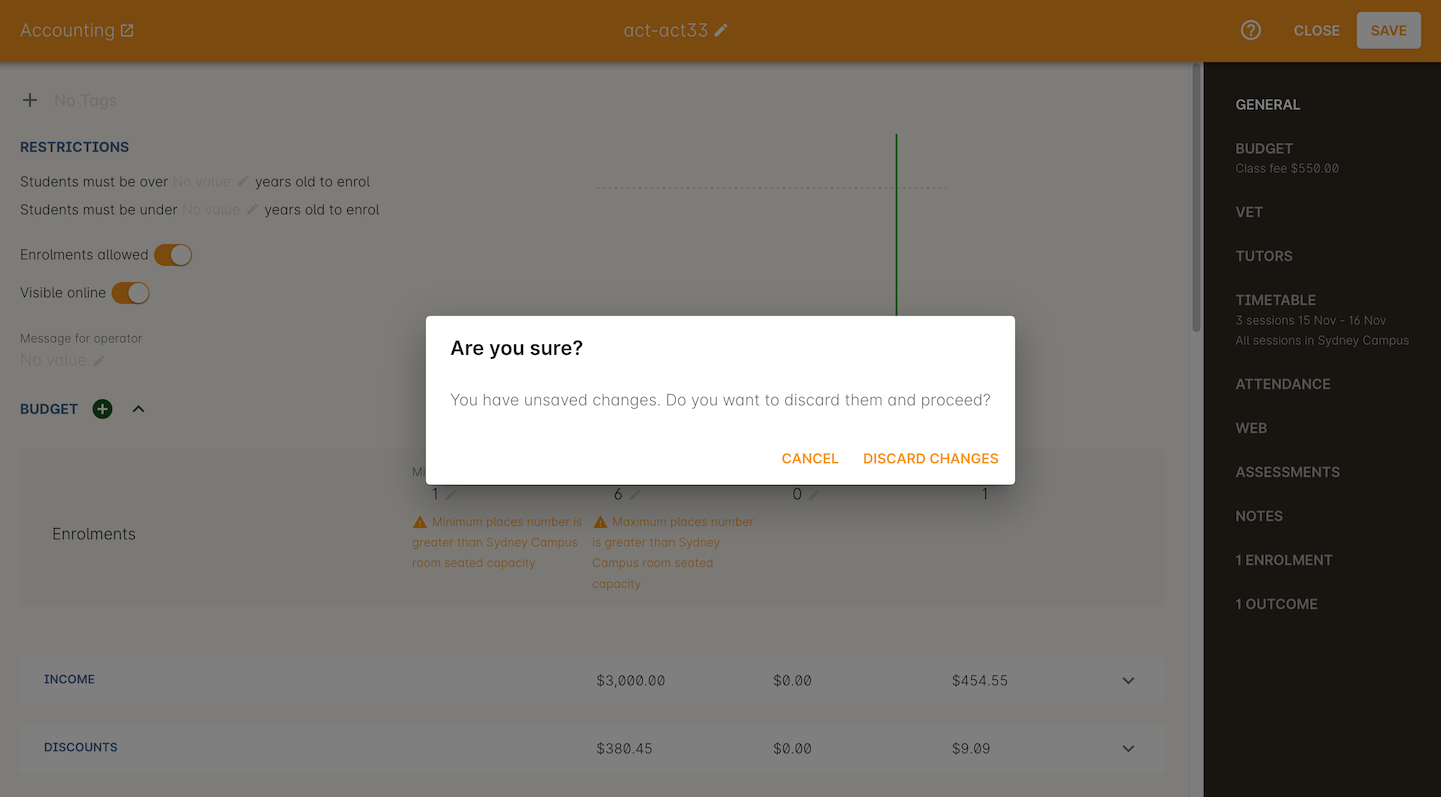 Accounting
act-act33
CLOSE
SAVE
No Tags
RESTRICTIONS
Students must be over No value years old to enrol
Students must be under No value years old to enrol
Enrolments allowed
Visible online
Message for operator
No value
BUDGET
Are you sure?
You have unsaved changes. Do you want to discard them and proceed?
CANCEL
DISCARD CHANGES
1
6
0
1
Enrolments
Minimum places number is
greater than Sydney Campus
room seated capacity
Maximum places number
is greater than Sydney
Campus room seated
capacity
INCOME
$3,000.00
$0.00
$454.55
DISCOUNTS
$380.45
$0.00
$9.09
GENERAL
BUDGET
Class fee $550.00
VET
TUTORS
TIMETABLE
3 sessions 15 Nov - 16 Nov
All sessions in Sydney Campus
ATTENDANCE
WEB
ASSESSMENTS
NOTES
1 ENROLMENT
1 OUTCOME